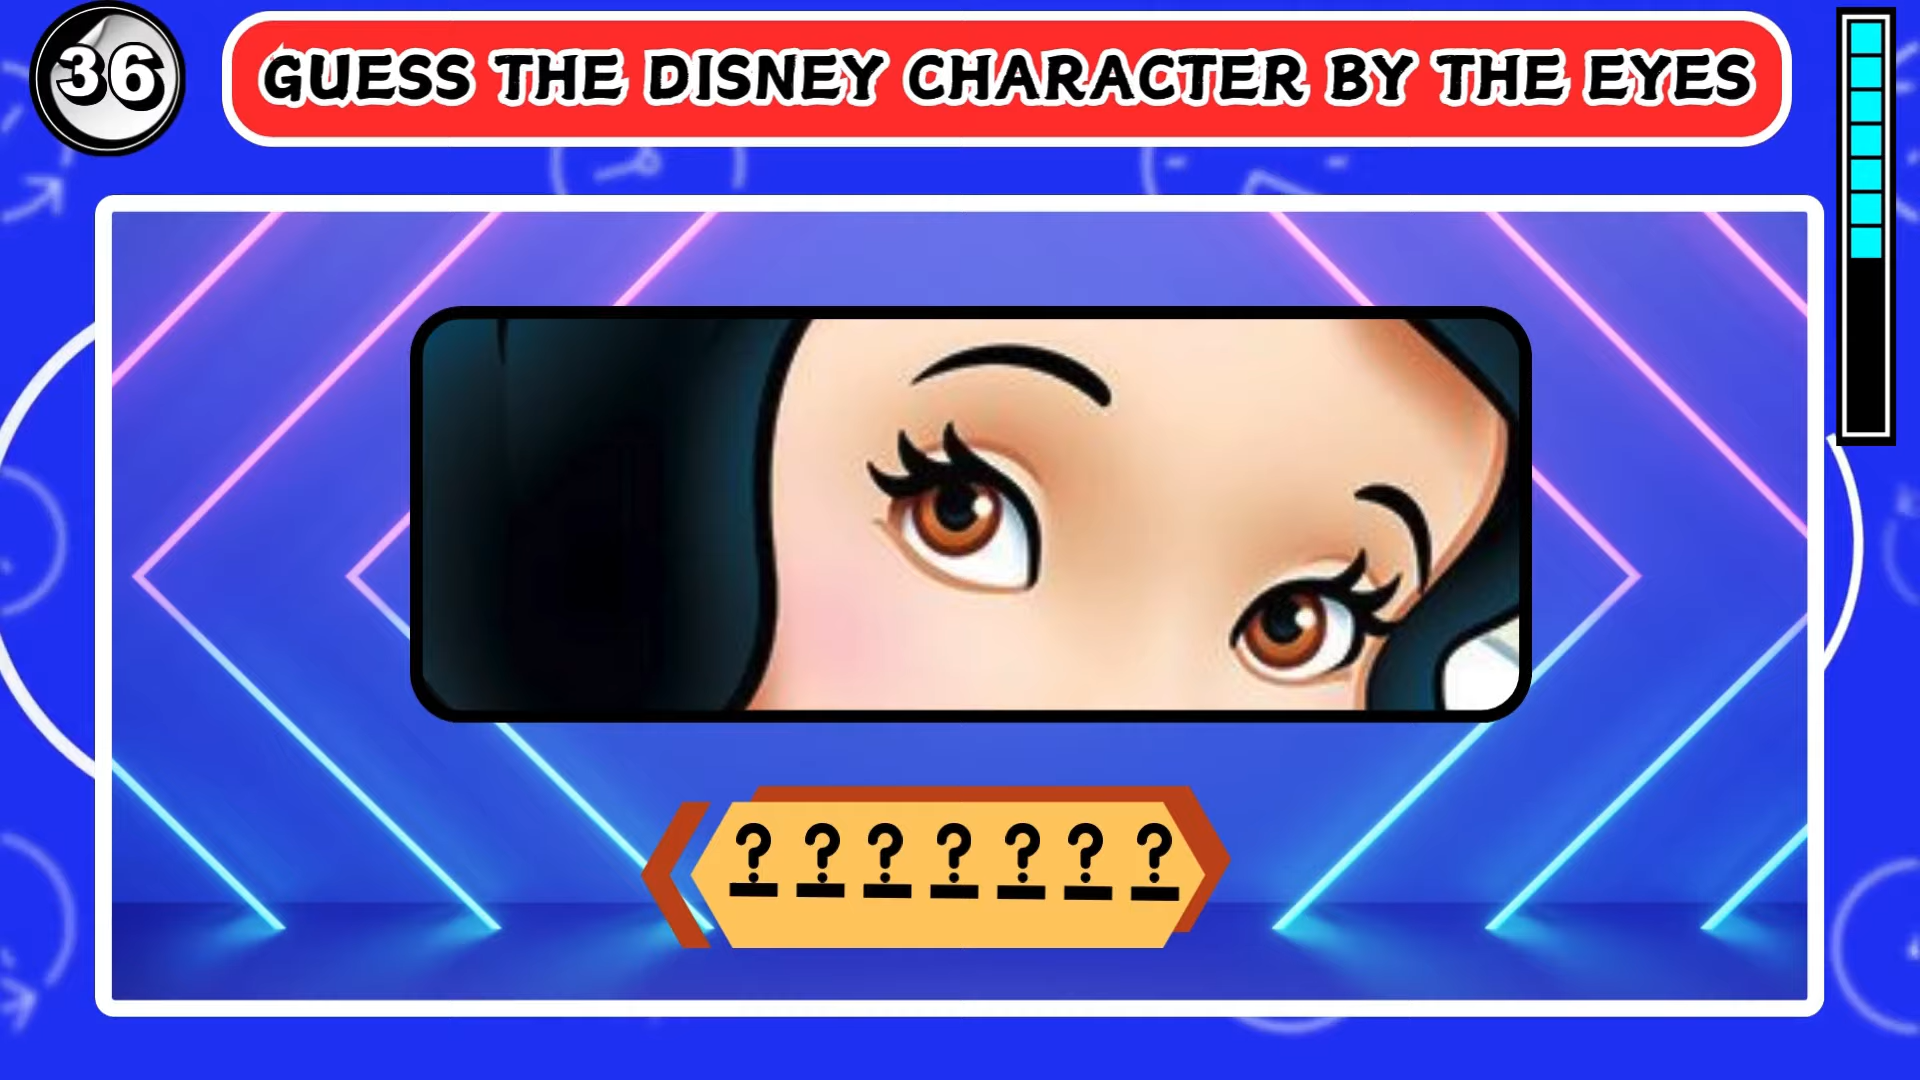 36
GUESS THE DISNEY CHARACTER BY THE EYES
? ? ? ? ? ? ?